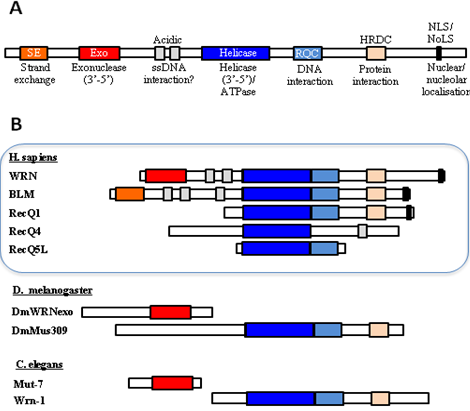 A
Acidic
HRDC
NLS/
NoLS
SE
Exo
Helicase
RQC
Strand
exchange
Exonuclease
(3'-5')
ssDNA
interaction?
Helicase
(3'-5')/
ATPase
DNA
interaction
Protein
interaction
Nuclear/
nucleolar
localisation
B
H. sapiens
WRN
BLM
RecQ1
RecQ4
RecQ5L
D. melanogaster
DmWRNexo
DmMus309
C. elegans
Mut-7
Wrn-1